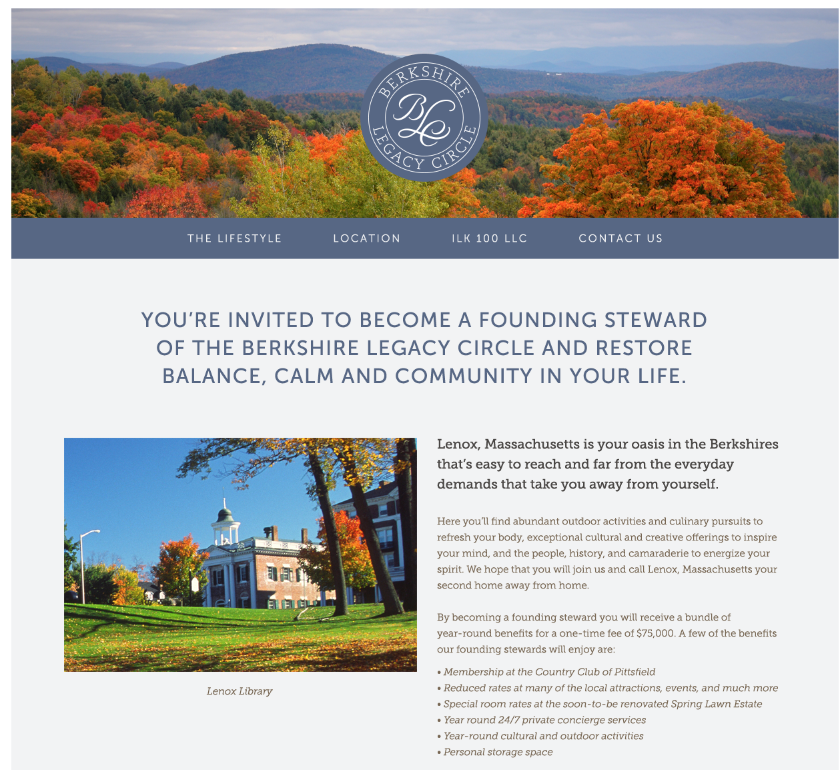 BERKSHIRE
BLC
LEGACY CIRCLE
THE LIFESTYLE LOCATION ILK 100 LLC CONTACT US
YOU'RE INVITED TO BECOME A FOUNDING STEWARD
OF THE BERKSHIRE LEGACY CIRCLE AND RESTORE
BALANCE, CALM AND COMMUNITY IN YOUR LIFE.
Lenox, Massachusetts is your oasis in the Berkshires
that's easy to reach and far from the everyday
demands that take you away from yourself.
Here you'll find abundant outdoor activities and culinary pursuits to
refresh your body, exceptional cultural and creative offerings to inspire
your mind, and the people, history, and camaraderie to energize your
spirit. We hope that you will join us and call Lenox, Massachusetts your
second home away from home.
By becoming a founding steward you will receive a bundle of
year-round benefits for a one-time fee of $75,000. A few of the benefits
our founding stewards will enjoy are:
• Membership at the Country Club of Pittsfield
• Reduced rates at many of the local attractions, events, and much more
• Special room rates at the soon-to-be renovated Spring Lawn Estate
• Year round 24/7 private concierge services
• Year-round cultural and outdoor activities
• Personal storage space
Lenox Library